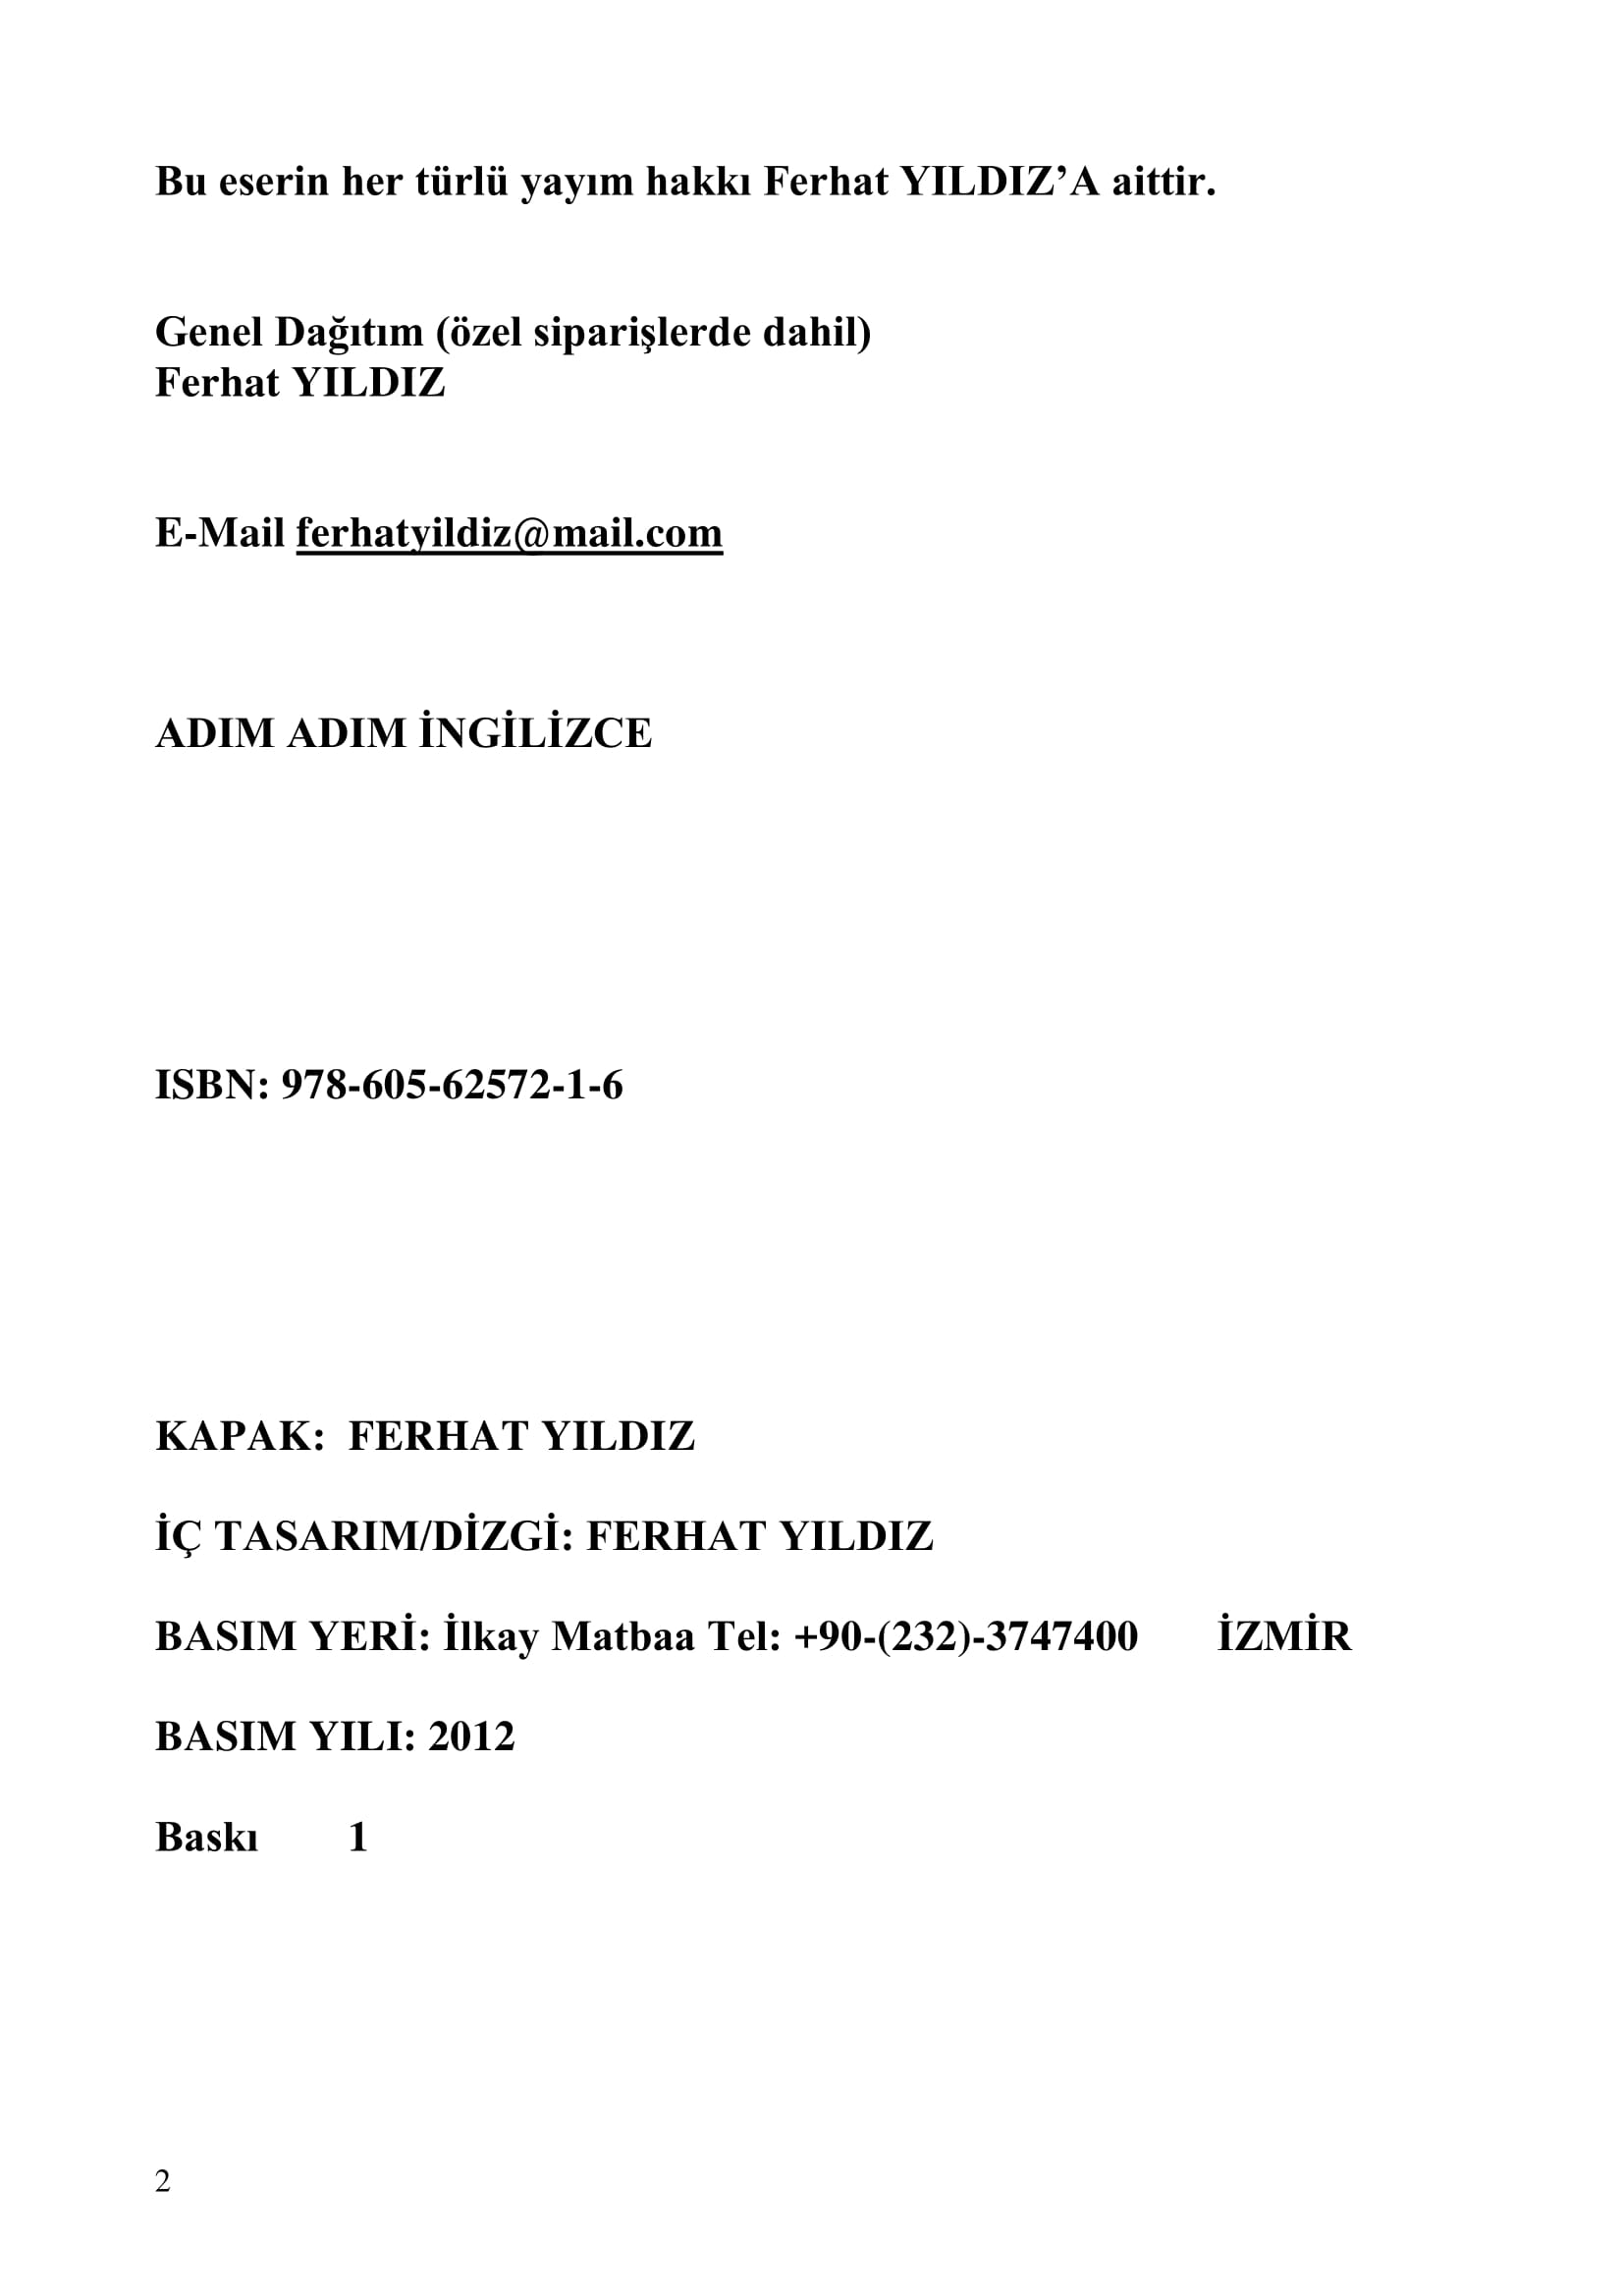 Bu eserin her türlü yayım hakkı Ferhat YILDIZ’A aittir.
Genel Dağıtım (özel siparişlerde dahil)
Ferhat YILDIZ
E-Mail ferhatyildiz@mail.com
ADIM ADIM İNGİLİZCE
ISBN: 978-605-62572-1-6
KAPAK:  FERHAT YILDIZ
İÇ TASARIM/DİZGİ: FERHAT YILDIZ
BASIM YERİ: İlkay Matbaa Tel: +90-(232)-3747400 İZMİR
BASIM YILI: 2012
Baskı 1
2